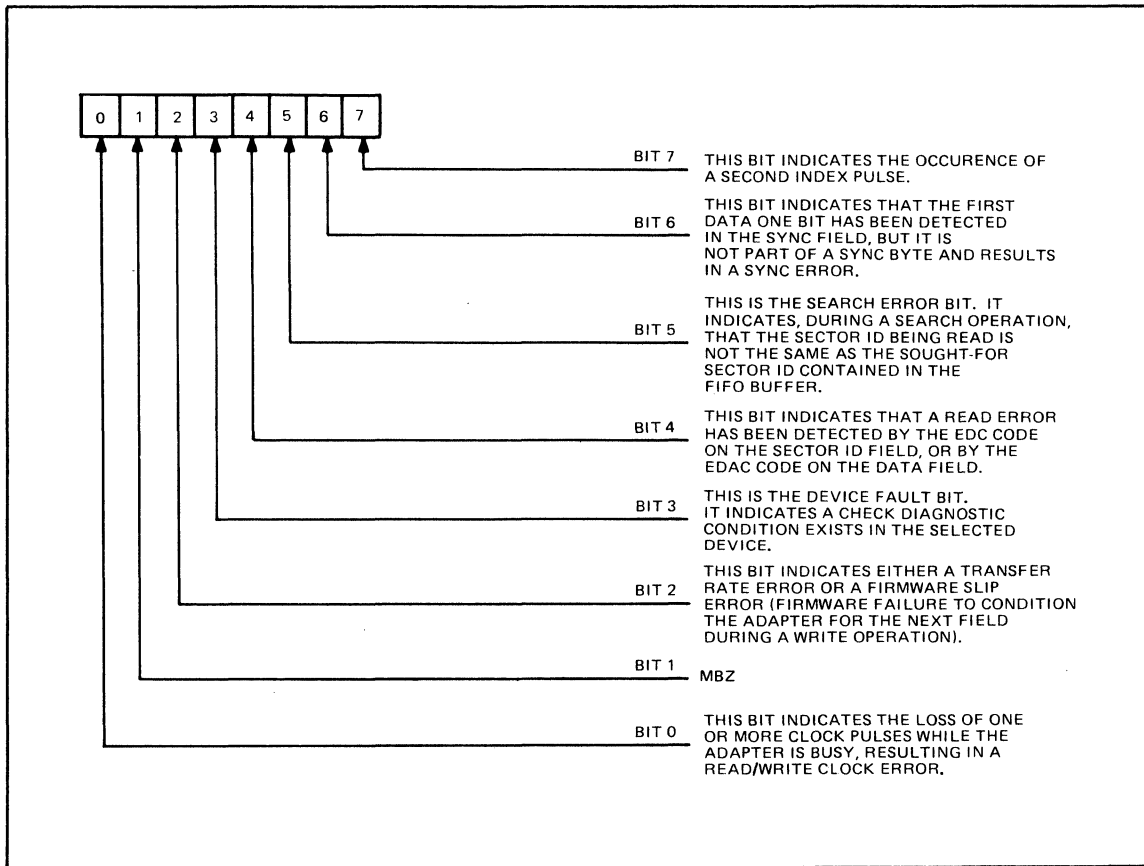 0 1 2 3 4 5 6 7
BIT 7
THIS BIT INDICATES THE OCCURENCE OF
A SECOND INDEX PULSE.
BIT 6
THIS BIT INDICATES THAT THE FIRST
DATA ONE BIT HAS BEEN DETECTED
IN THE SYNC FIELD, BUT IT IS
NOT PART OF A SYNC BYTE AND RESULTS
IN A SYNC ERROR.
BIT 5
THIS IS THE SEARCH ERROR BIT. IT
INDICATES, DURING A SEARCH OPERATION,
THAT THE SECTOR ID BEING READ IS
NOT THE SAME AS THE SOUGHT-FOR
SECTOR ID CONTAINED IN THE
FIFO BUFFER.
BIT 4
THIS BIT INDICATES THAT A READ ERROR
HAS BEEN DETECTED BY THE EDC CODE
ON THE SECTOR ID FIELD, OR BY THE
EDAC CODE ON THE DATA FIELD.
BIT 3
THIS IS THE DEVICE FAULT BIT.
IT INDICATES A CHECK DIAGNOSTIC
CONDITION EXISTS IN THE SELECTED
DEVICE.
BIT 2
THIS BIT INDICATES EITHER A TRANSFER
RATE ERROR OR A FIRMWARE SLIP
ERROR (FIRMWARE FAILURE TO CONDITION
THE ADAPTER FOR THE NEXT FIELD
DURING A WRITE OPERATION).
BIT 1
MBZ
BIT 0
THIS BIT INDICATES THE LOSS OF ONE
OR MORE CLOCK PULSES WHILE THE
ADAPTER IS BUSY, RESULTING IN A
READ/WRITE CLOCK ERROR.